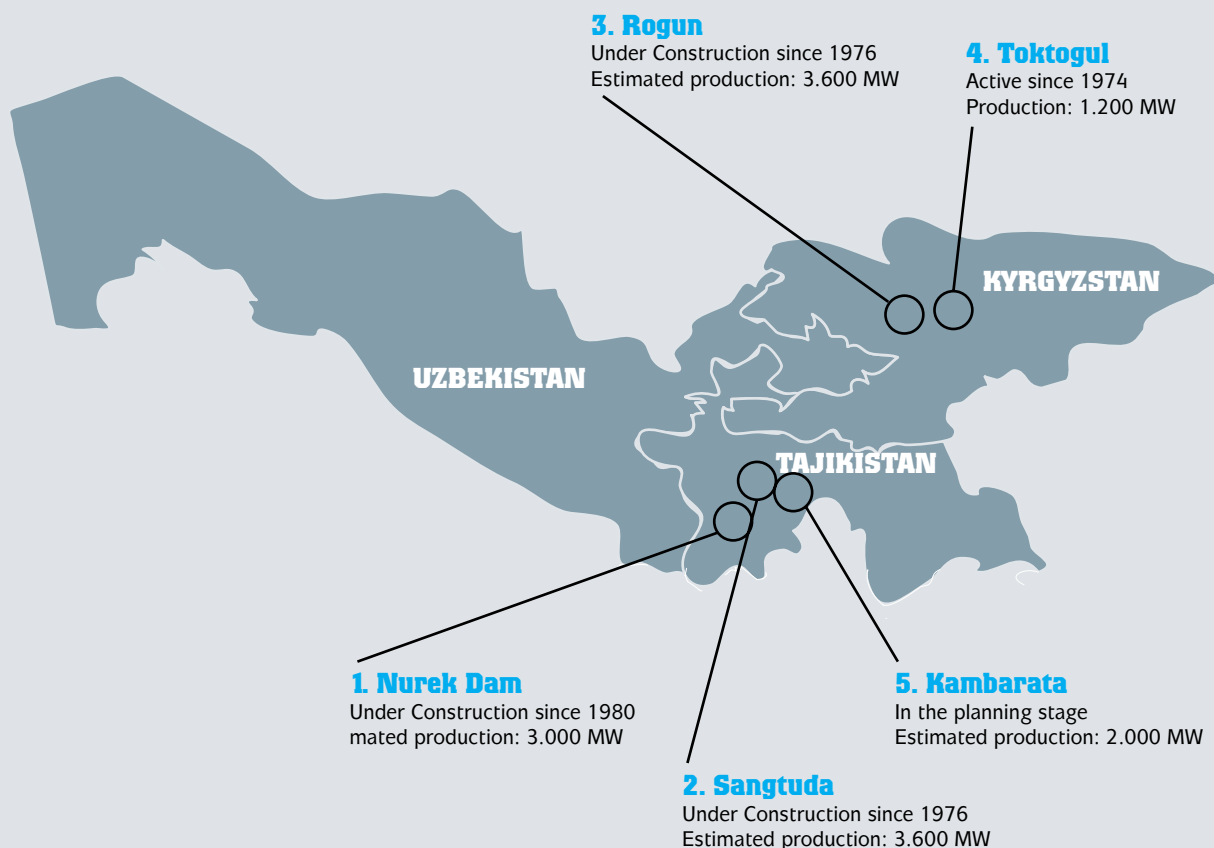 3. Rogun
Under Construction since 1976
Estimated production: 3.600 MW
4. Toktogul
Active since 1974
Production: 1.200 MW
KYRGYZSTAN
UZBEKISTAN
TAJIKISTAN
1. Nurek Dam
Under Construction since 1980
mated production: 3.000 MW
5. Kambarata
In the planning stage
Estimated production: 2.000 MW
2. Sangtuda
Under Construction since 1976
Estimated production: 3.600 MW